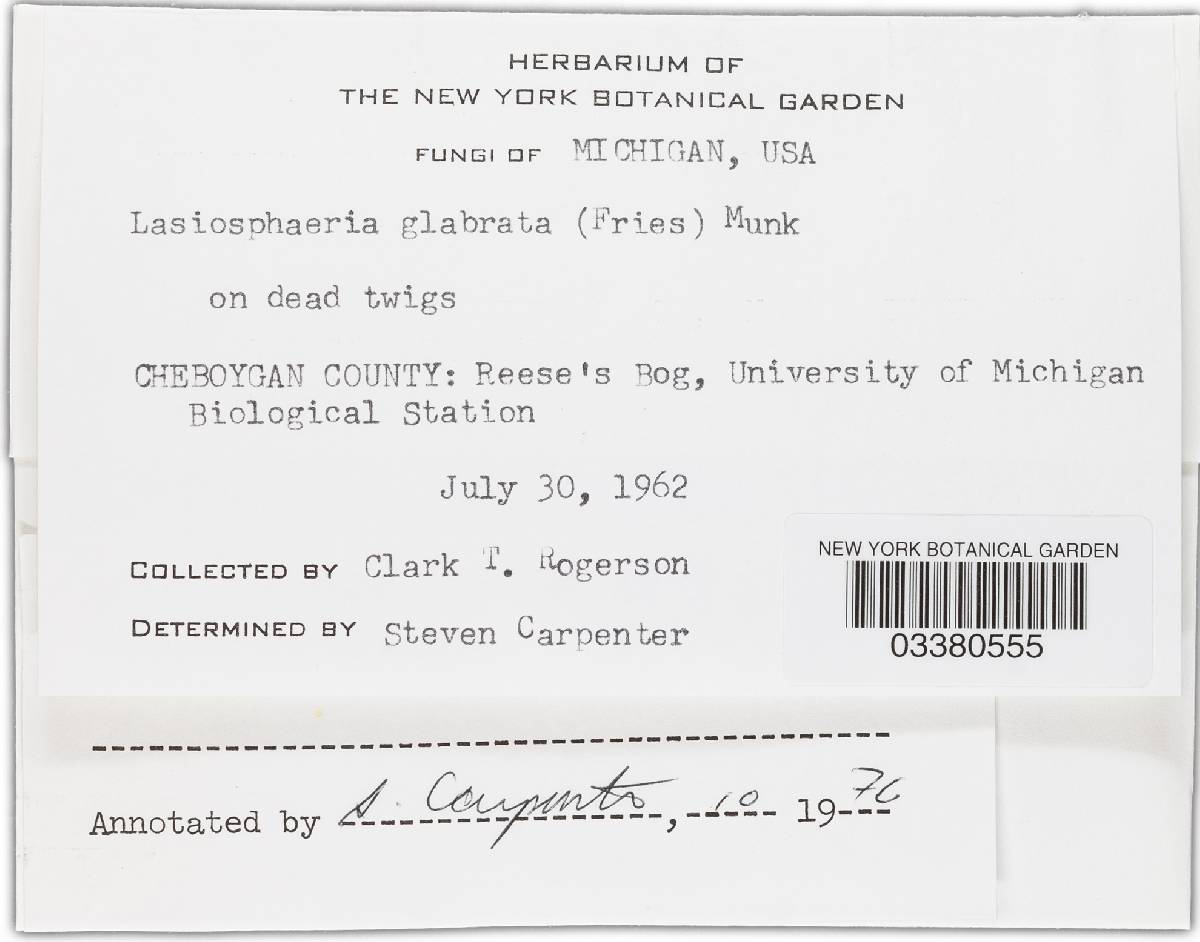 HERBARIUM OF
THE NEW YORK BOTANICAL GARDEN
FUNGI OF MICHIGAN, USA
Lasiosphaeria glabrata (Fries) Munk
on dead twigs
CHEBOYGAN COUNTY: Reese's Bog, University of Michigan
Biological Station
July 30, 1962
COLLECTED BY Clark T. Rogerson
DETERMINED BY Steven Carpenter
NEW YORK BOTANICAL GARDEN
03380555
Annotated by S. Carpenter, 10 1976